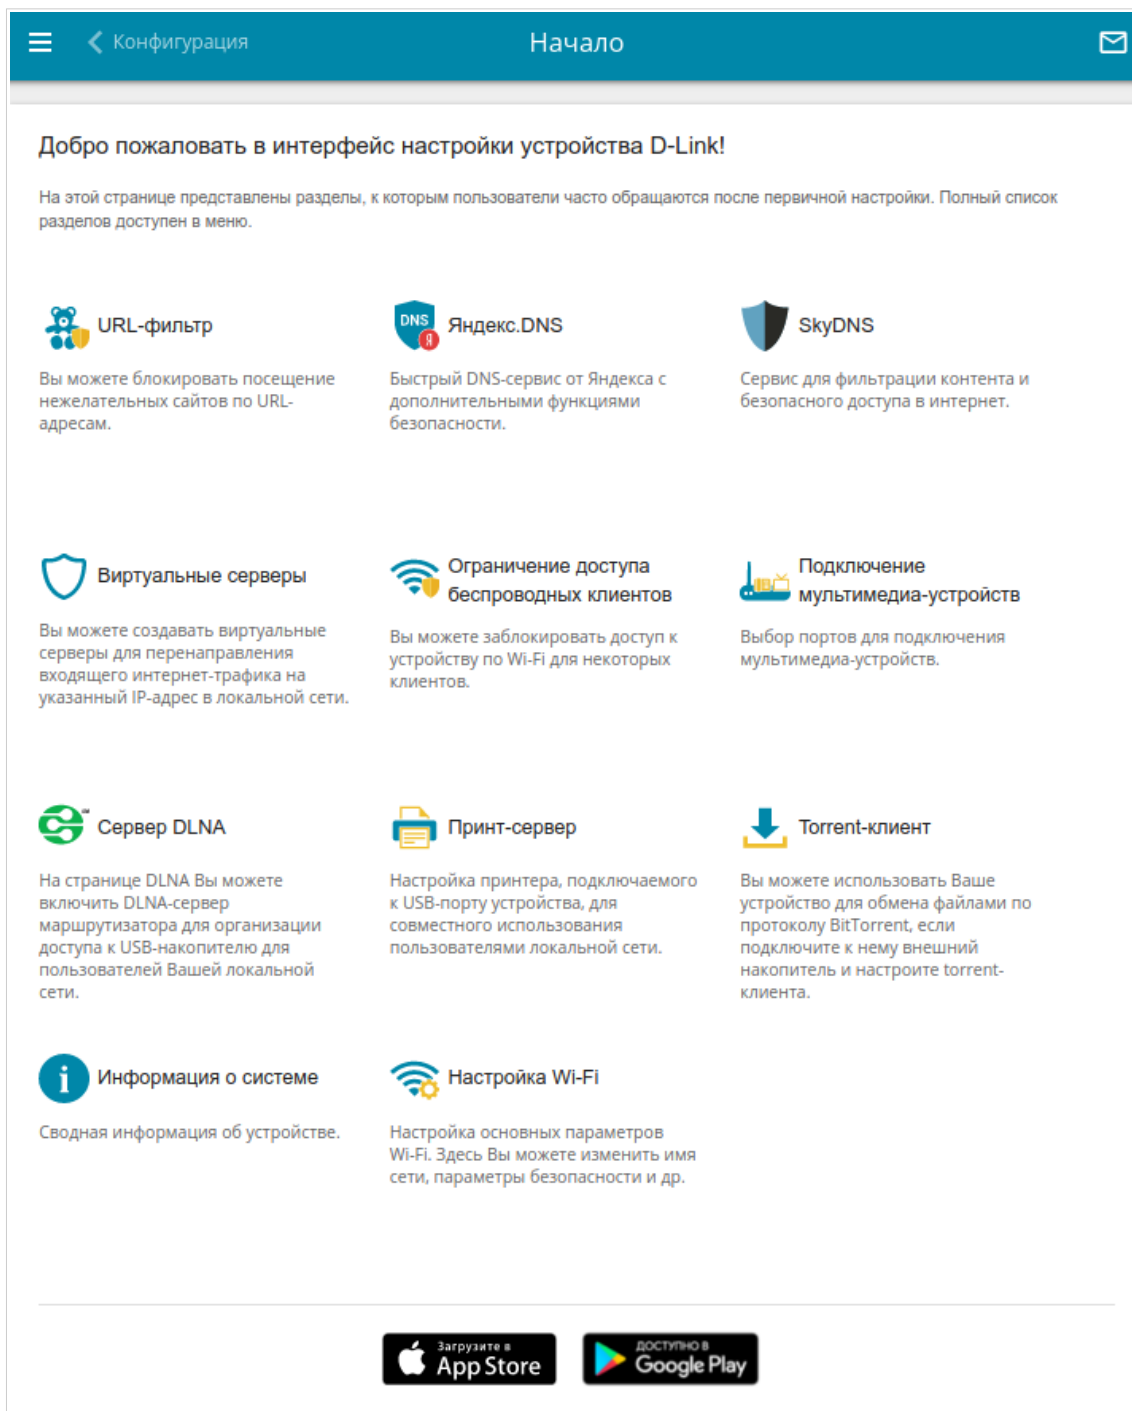 Конфигурация
Начало
Добро пожаловать в интерфейс настройки устройства D-Link!
На этой странице представлены разделы, к которым пользователи часто обращаются после первичной настройки. Полный список
разделов доступен в меню.
URL-фильтр
Вы можете блокировать посещение
нежелательных сайтов по URL-
адресам.
DNS
Я
Яндекс.DNS
Быстрый DNS-сервис от Яндекса с
дополнительными функциями
безопасности.
SkyDNS
Сервис для фильтрации контента и
безопасного доступа в интернет.
Виртуальные серверы
Вы можете создавать виртуальные
серверы для перенаправления
входящего интернет-трафика на
указанный IP-адрес в локальной сети.
Ограничение доступа
беспроводных клиентов
Вы можете заблокировать доступ к
устройству по Wi-Fi для некоторых
клиентов.
Подключение
мультимедиа-устройств
Выбор портов для подключения
мультимедиа-устройств.
Сервер DLNA
На странице DLNA Вы можете
включить DLNA-сервер
маршрутизатора для организации
доступа к USB-накопителю для
пользователей Вашей локальной
сети.
Принт-сервер
Настройка принтера, подключаемого
к USB-порту устройства, для
совместного использования
пользователями локальной сети.
Torrent-клиент
Вы можете использовать Ваше
устройство для обмена файлами по
протоколу BitTorrent, если
подключите к нему внешний
накопитель и настроите torrent-
клиента.
i
Информация о системе
Сводная информация об устройстве.
Настройка Wi-Fi
Настройка основных параметров
Wi-Fi. Здесь Вы можете изменить имя
сети, параметры безопасности и др.
Загрузите в
App Store
ДОСТУПНО В
Google Play